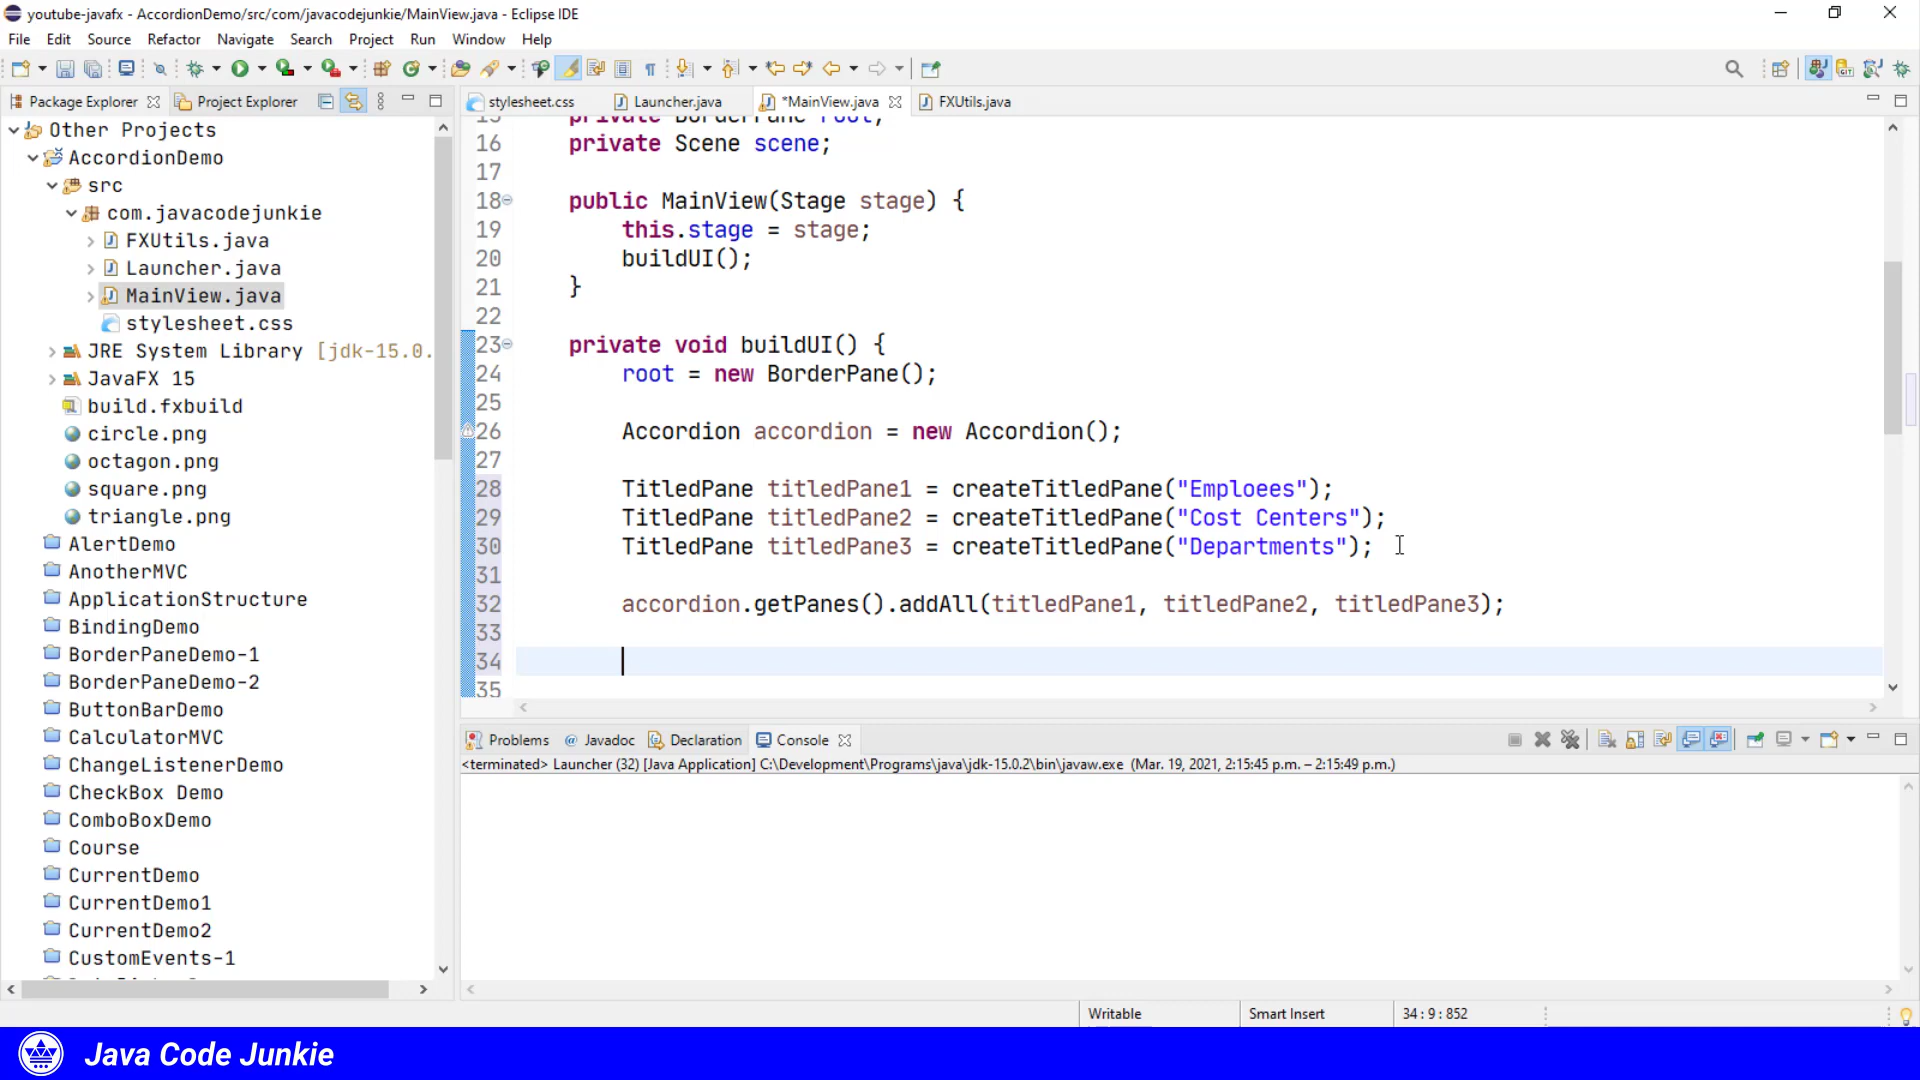 youtube-javafx - AccordionDemo/src/com/javacodejunkie/MainView.java - Eclipse IDE
File Edit Source Refactor Navigate Search Project Run Window Help
Package Explorer Project Explorer
stylesheet.css Launcher.java *MainView.java FXUtils.java
Other Projects
AccordionDemo
src
com.javacodejunkie
FXUtils.java
Launcher.java
MainView.java
stylesheet.css
JRE System Library [jdk-15.0.
JavaFX 15
build.fxbuild
circle.png
octagon.png
square.png
triangle.png
AlertDemo
AnotherMVC
ApplicationStructure
BindingDemo
BorderPaneDemo-1
BorderPaneDemo-2
ButtonBarDemo
CalculatorMVC
ChangeListenerDemo
CheckBox Demo
ComboBoxDemo
Course
CurrentDemo
CurrentDemo1
CurrentDemo2
CustomEvents-1
15 private BorderPane root;
16 private Scene scene;
17
18 public MainView(Stage stage) {
19 this.stage = stage;
20 buildUI();
21 }
22
23 private void buildUI() {
24 root = new BorderPane();
25
26 Accordion accordion = new Accordion();
27
28 TitledPane titledPane1 = createTitledPane("Emploees");
29 TitledPane titledPane2 = createTitledPane("Cost Centers");
30 TitledPane titledPane3 = createTitledPane("Departments");
31
32 accordion.getPanes().addAll(titledPane1, titledPane2, titledPane3);
33
34
35
Problems Javadoc Declaration Console
<terminated> Launcher (32) [Java Application] C:\Development\Programs\java\jdk-15.0.2\bin\javaw.exe (Mar. 19, 2021, 2:15:45 p.m. – 2:15:49 p.m.)
Writable Smart Insert 34 : 9 : 852
Java Code Junkie